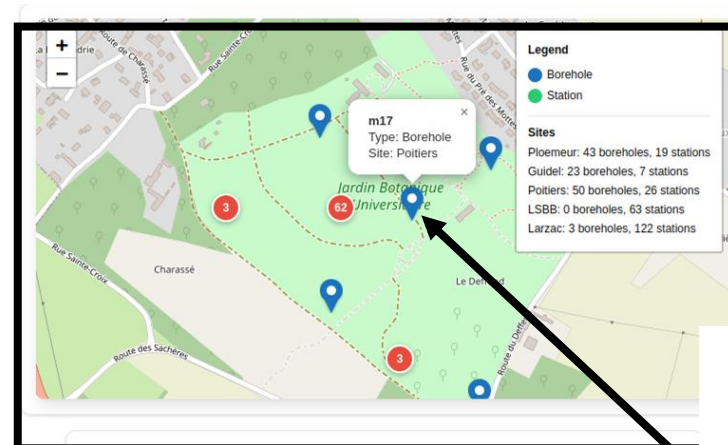 +
−
Route de Charassé
Rue Sainte-Croix
Rue du Pré des Mottes
m17
×
Type: Borehole
Site: Poitiers
Legend
Borehole
Station
Sites
Ploemeur: 43 boreholes, 19 stations
Guidel: 23 boreholes, 7 stations
Poitiers: 50 boreholes, 26 stations
LSBB: 0 boreholes, 63 stations
Larzac: 3 boreholes, 122 stations
Jardin Botanique
Universitaire
3
62
Rue Sainte-Croix
Charassé
Le Deffend
3
Route des Sachères
Route du Deffend